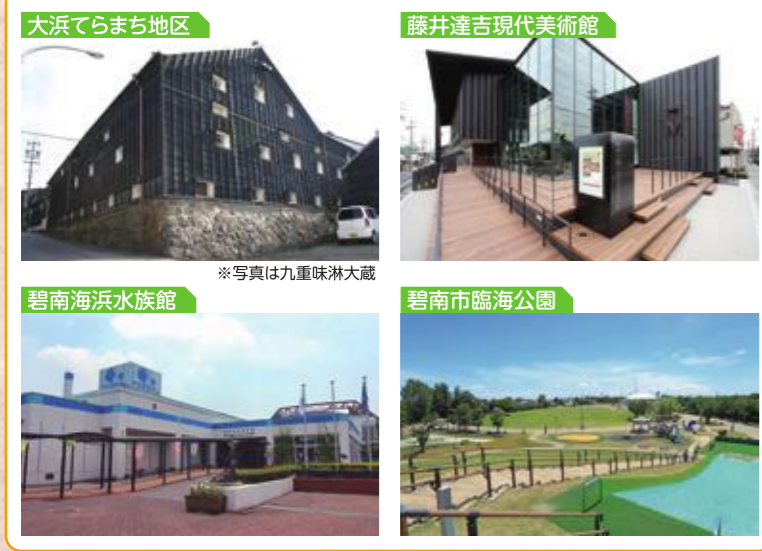 大浜てらまち地区
藤井達吉現代美術館
※写真は九重味淋大蔵
碧南海浜水族館
碧南市臨海公園